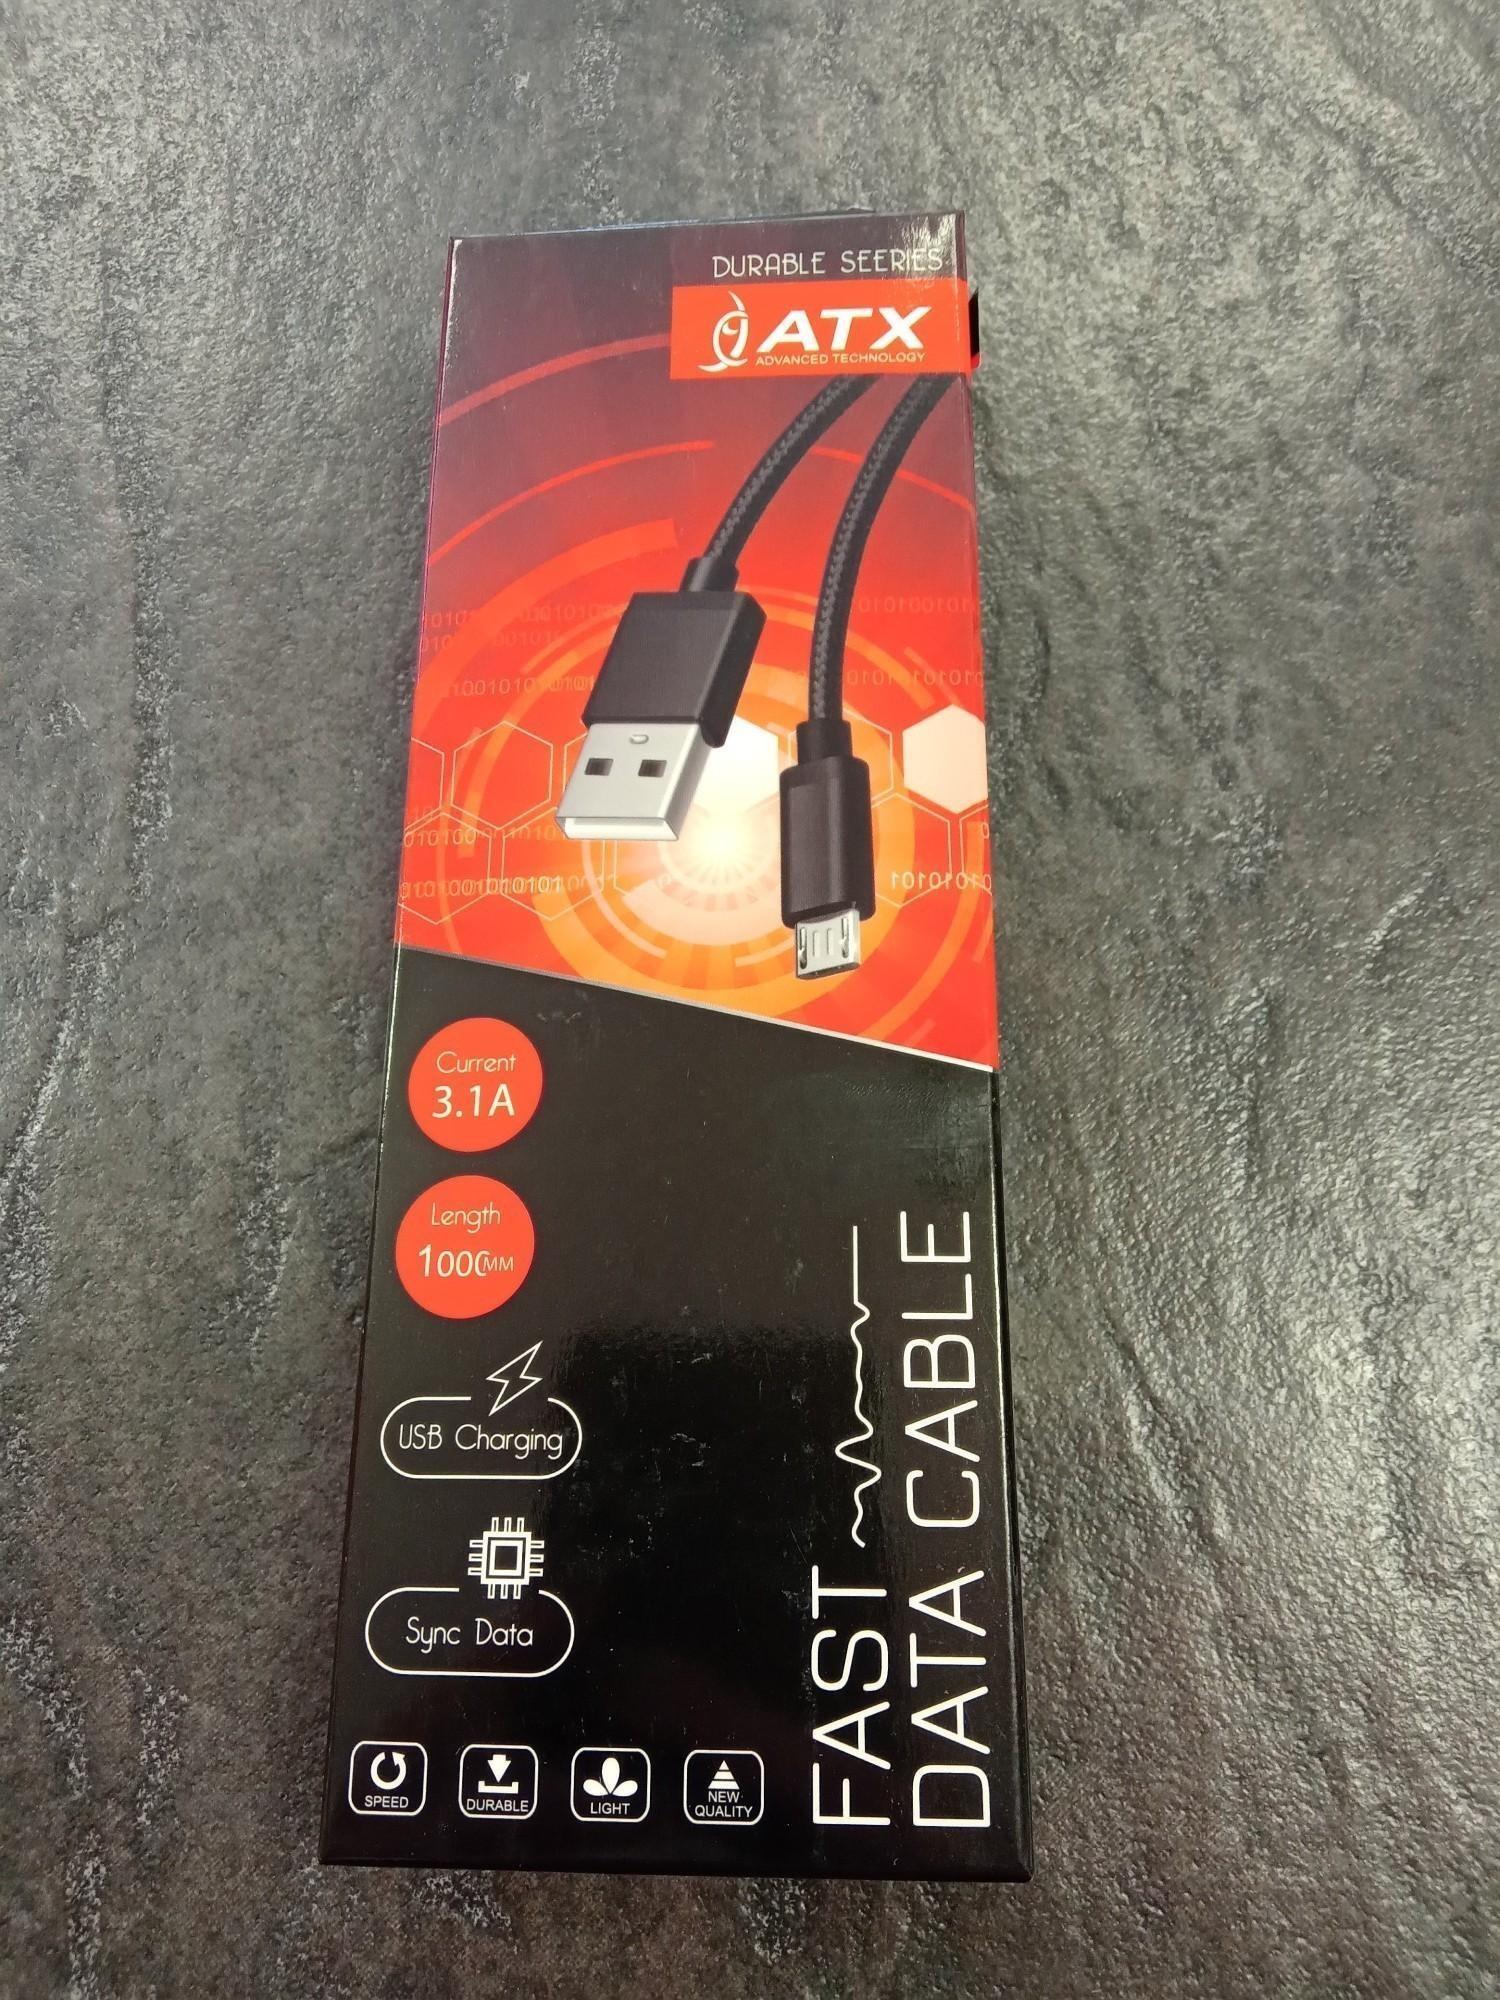 DURABLE SEERIES
ATX
ADVANCED TECHNOLOGY
Current
3.1A
Length
1000MM
USB Charging
Sync Data
FAST
DATA CABLE
SPEED
DURABLE
LIGHT
NEW
QUALITY